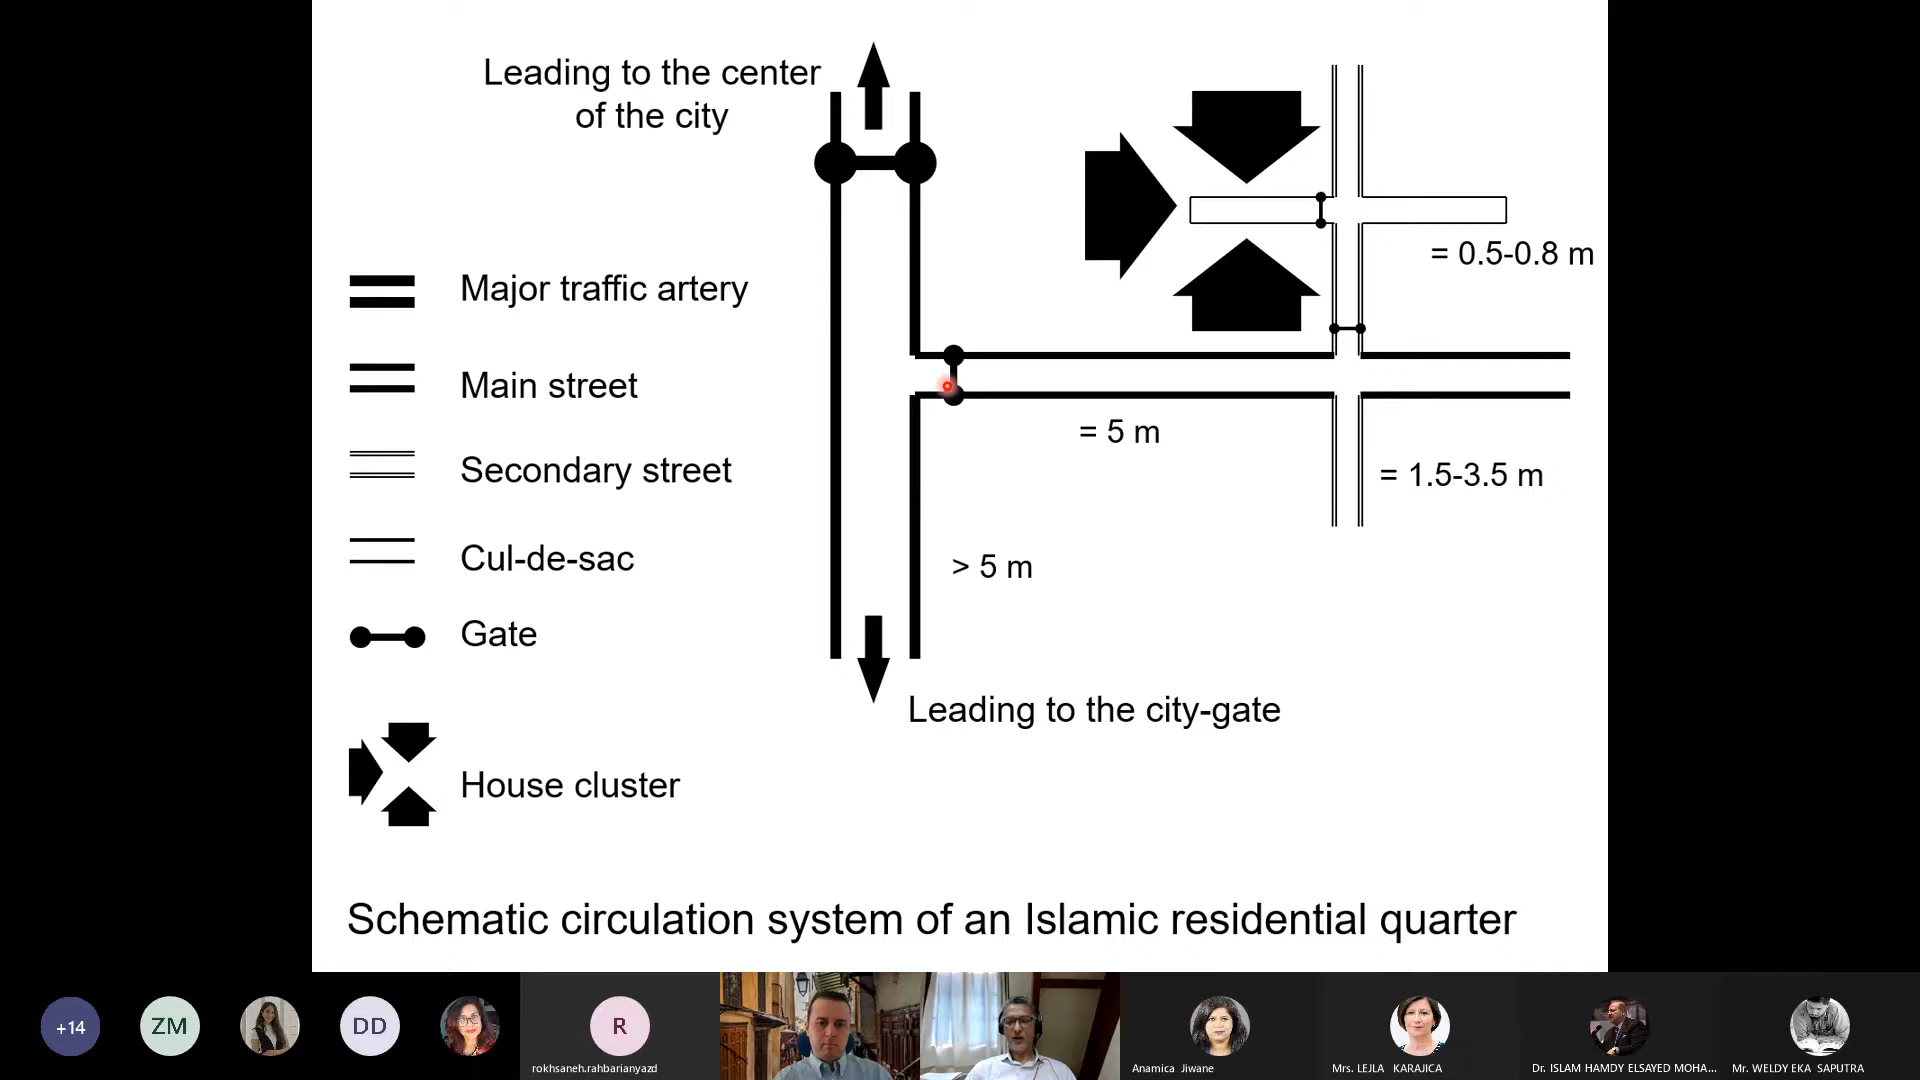 Leading to the center
of the city
Major traffic artery
Main street
Secondary street
Cul-de-sac
Gate
House cluster
= 0.5-0.8 m
= 5 m
= 1.5-3.5 m
> 5 m
Leading to the city-gate
Schematic circulation system of an Islamic residential quarter
+14
ZM
DD
R
rokhsaneh.rahbarianyazd
Anamica Jiwane
Mrs. LEJLA KARAJICA
Dr. ISLAM HAMDY ELSAYED MOHA...
Mr. WELDY EKA SAPUTRA